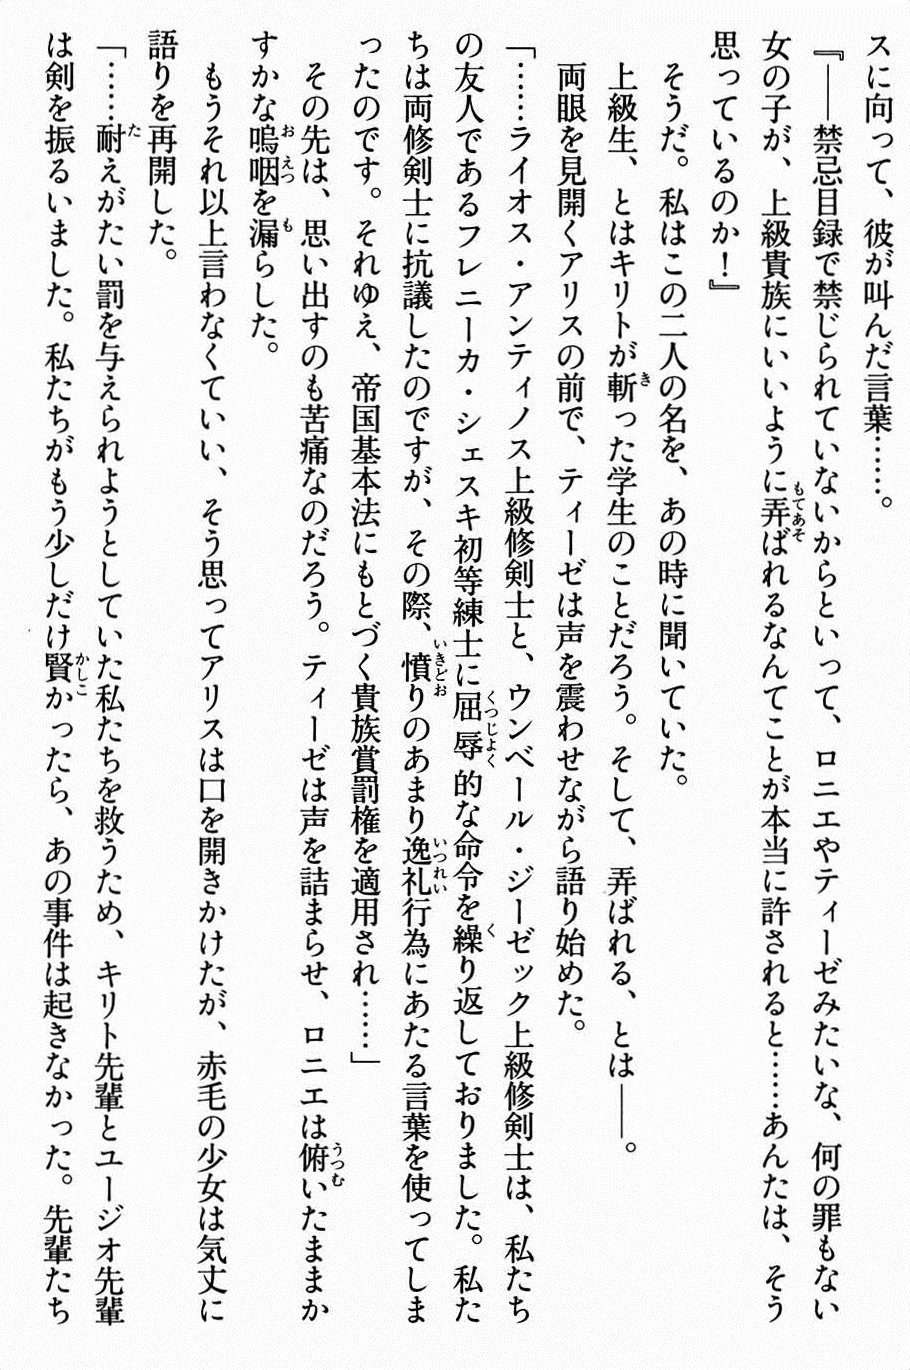 スに向って、彼が叫んだ言葉……。
『――禁忌目録で禁じられていないからといって、ロニエやティーゼみたいな、何の罪もない
女の子が、上級貴族にいいように弄ばれるなんてことが本当に許されると……あんたは、そう
思っているのか！』
そうだ。私はこの二人の名を、あの時に聞いていた。
上級生、とはキリトが斬った学生のことだろう。そして、弄ばれる、とは――。
両眼を見開くアリスの前で、ティーゼは声を震わせながら語り始めた。
「……ライオス・アンティノス上級修剣士と、ウンベール・ジーゼック上級修剣士は、私たち
の友人であるフレニーカ・シェスキ初等練士に屈辱的な命令を繰り返しておりました。私た
ちは両修剣士に抗議したのですが、その際、憤りのあまり逸礼行為にあたる言葉を使ってしま
ったのです。それゆえ、帝国基本法にもとづく貴族賞罰権を適用され……」
その先は、思い出すのも苦痛なのだろう。ティーゼは声を詰まらせ、ロニエは俯いたままか
すかな嗚咽を漏らした。
もうそれ以上言わなくていい、そう思ってアリスは口を開きかけたが、赤毛の少女は気丈に
語りを再開した。
「……耐えがたい罰を与えられようとしていた私たちを救うため、キリト先輩とユージオ先輩
は剣を振るいました。私たちがもう少しだけ賢かったら、あの事件は起きなかった。先輩たち